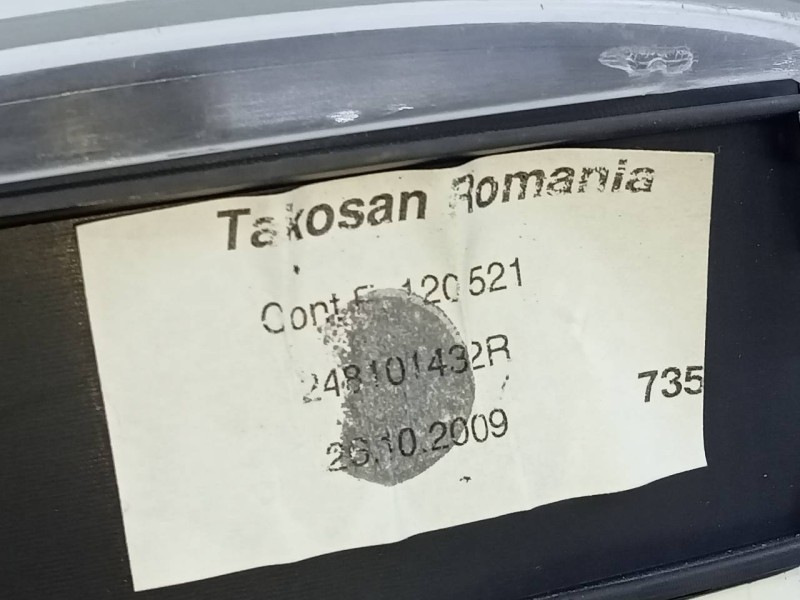 Takosan Romania
Cont 120521
248101432R
735
26.10.2009